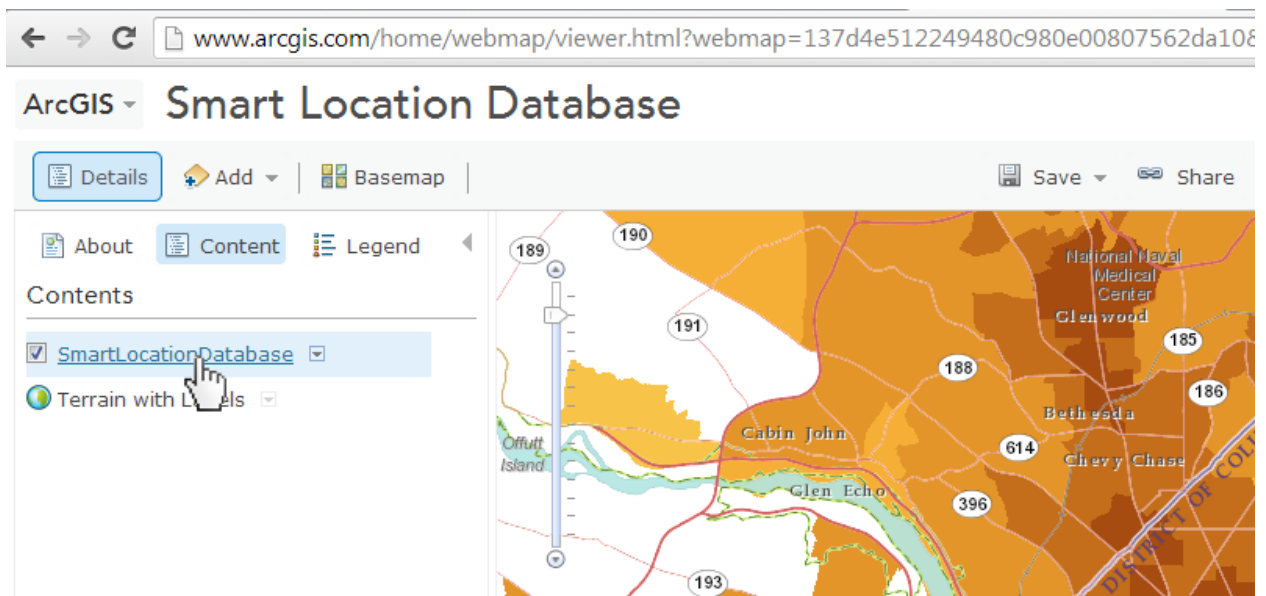 www.arcgis.com/home/webmap/viewer.html?webmap=137d4e512249480c980e00807562da10&
ArcGIS Smart Location Database
Details Add Basemap Save Share
About Content Legend
Contents
SmartLocationDatabase
Terrain with Labels
189
190
191
National Naval
Medical
Center
Glenwood
185
188
186
Bethesda
Cabin John
614
Chevy Chase
Offutt
Island
Glen Echo
396
DISTRICT OF COLU
193